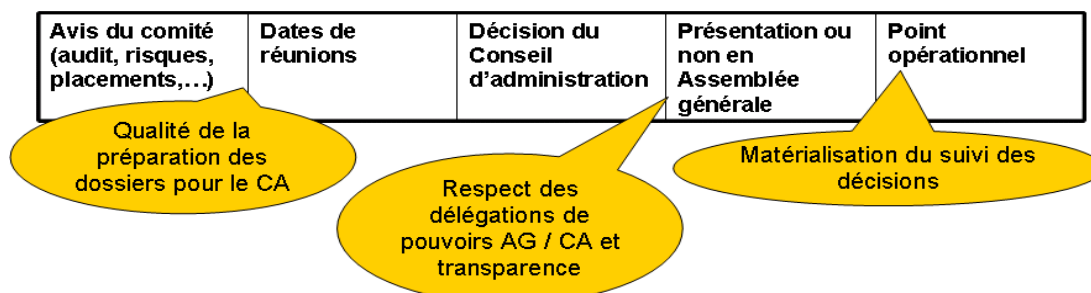 Avis du comité
(audit, risques,
placements,…)
Dates de
réunions
Décision du
Conseil
d'administration
Présentation ou
non en
Assemblée
générale
Point
opérationnel
Qualité de la
préparation des
dossiers pour le CA
Respect des
délégations de
pouvoirs AG / CA et
transparence
Matérialisation du suivi des
décisions